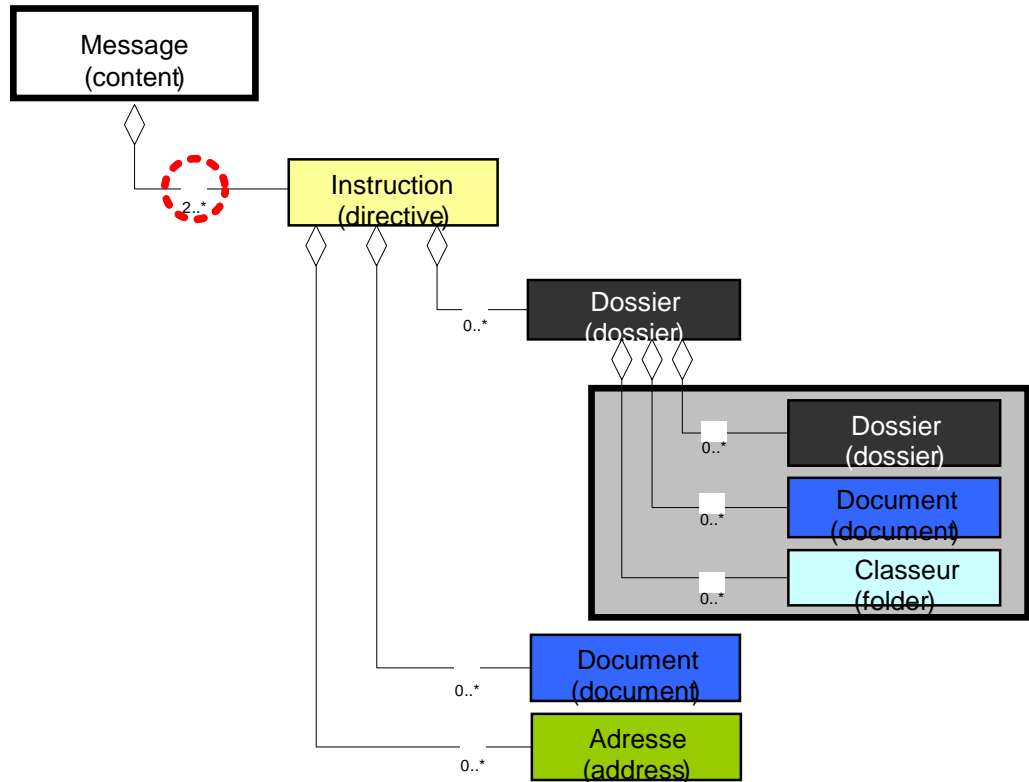 Message
(content)
2..*
Instruction
(directive)
0..*
Dossier
(dossier)
0..*
Dossier
(dossier)
0..*
Document
(document)
0..*
Classeur
(folder)
0..*
Document
(document)
0..*
Adresse
(address)